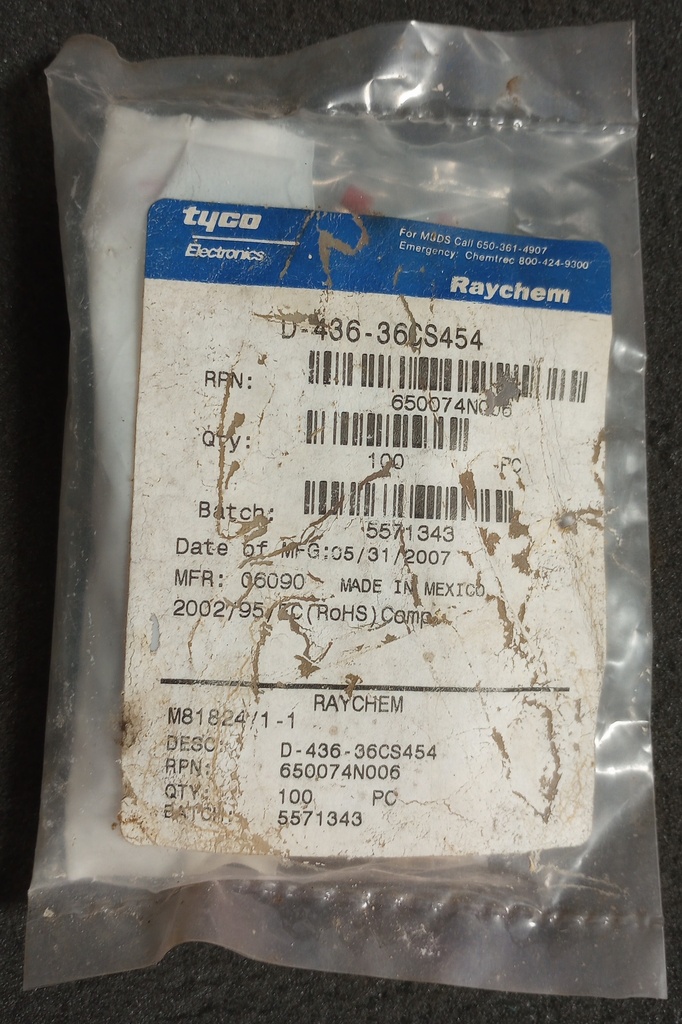 tyco
Electronics
For MSDS Call 650-361-4907
Emergency: Chemtrec 800-424-9300
Raychem
D-436-36CS454
RPN:
650074N006
Qty:
100 PC
Batch:
5571343
Date of MFG:05/31/2007
MFR: 06090 MADE IN MEXICO
2002/95/EC(RoHS)Comp
RAYCHEM
M81824/1-1
DESC: D-436-36CS454
RPN: 650074N006
QTY: 100 PC
BATCH: 5571343